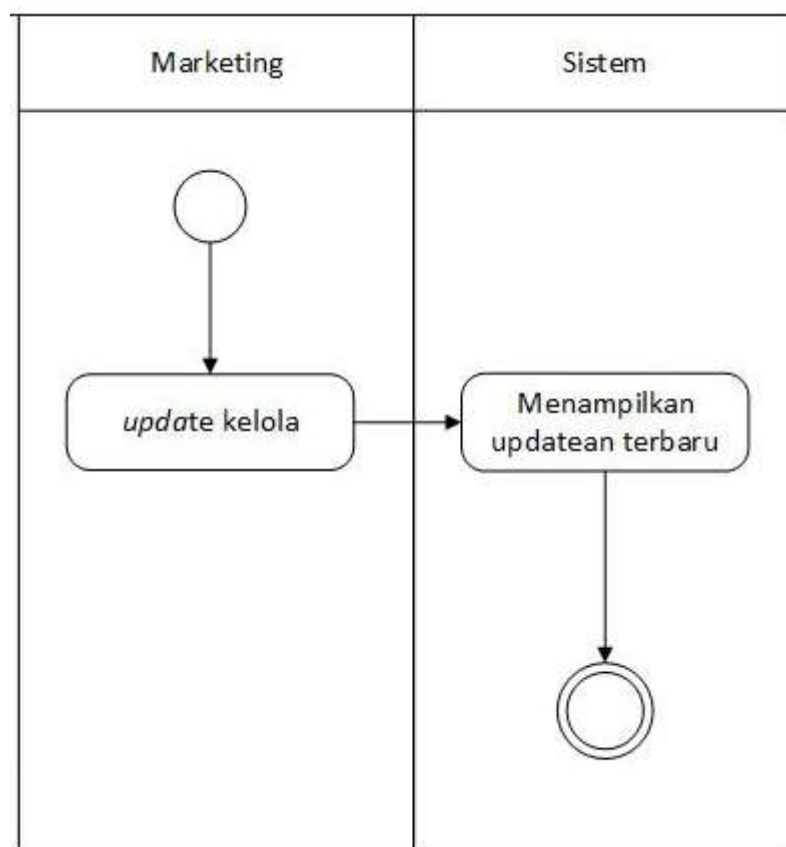 Marketing
Sistem
update kelola
Menampilkan
updatean terbaru